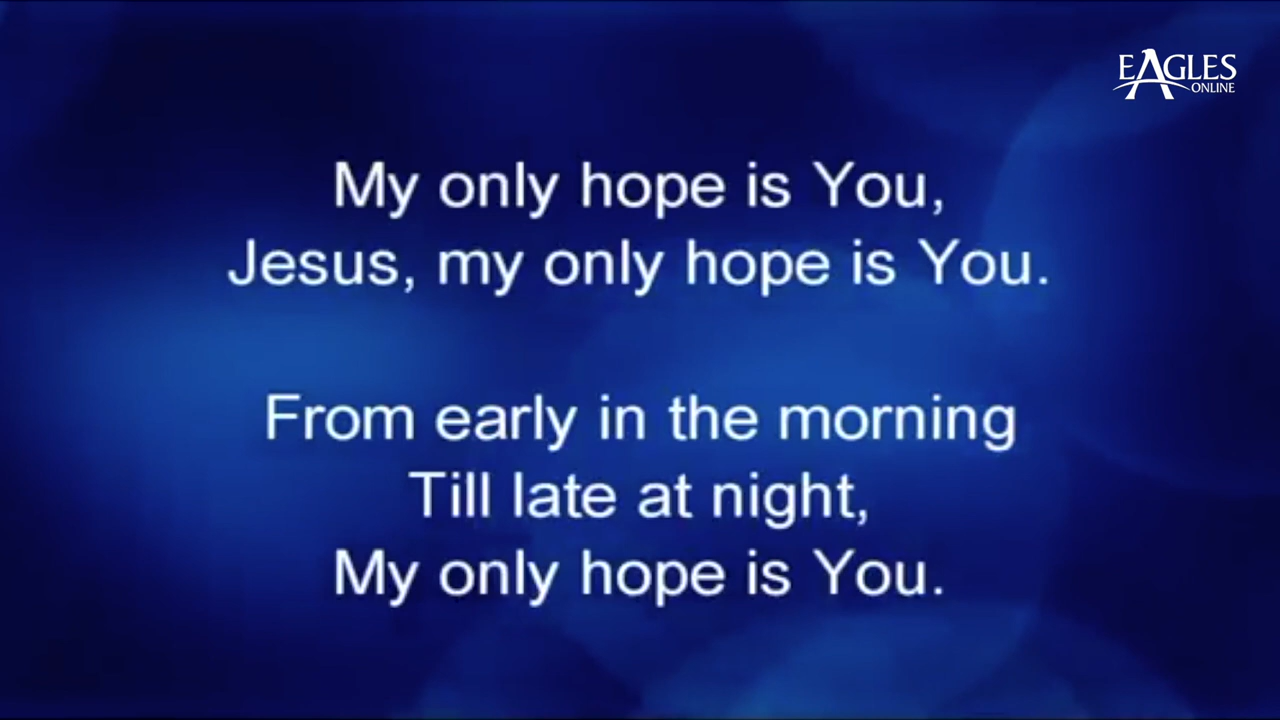 EAGLES
ONLINE
My only hope is You,
Jesus, my only hope is You.
From early in the morning
Till late at night,
My only hope is You.